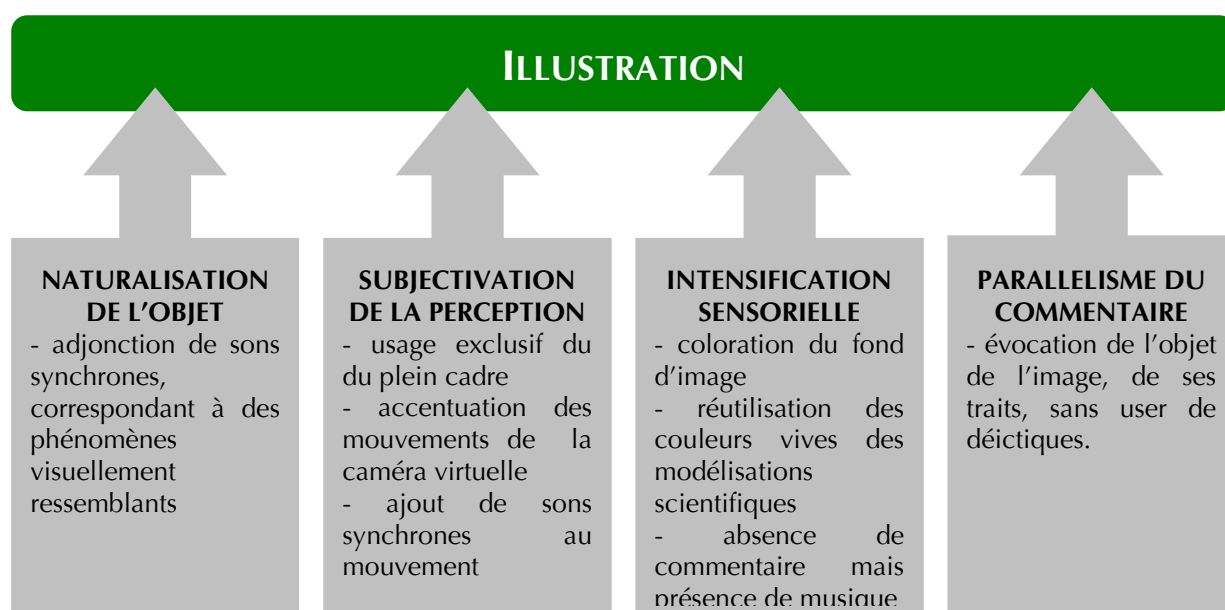 ILLUSTRATION
NATURALISATION
DE L’OBJET
- adjonction de sons
synchrones,
correspondant à des
phénomènes
visuellement
ressemblants
SUBJECTIVATION
DE LA PERCEPTION
- usage exclusif du
du plein cadre
- accentuation des
mouvements de la
caméra virtuelle
- ajout de sons
synchrones au
mouvement
INTENSIFICATION
SENSORIELLE
- coloration du fond
d’image
- réutilisation des
couleurs vives des
modélisations
scientifiques
- absence de
commentaire mais
présence de musique
PARALLELISME DU
COMMENTAIRE
- évocation de l’objet
de l’image, de ses
traits, sans user de
déictiques.